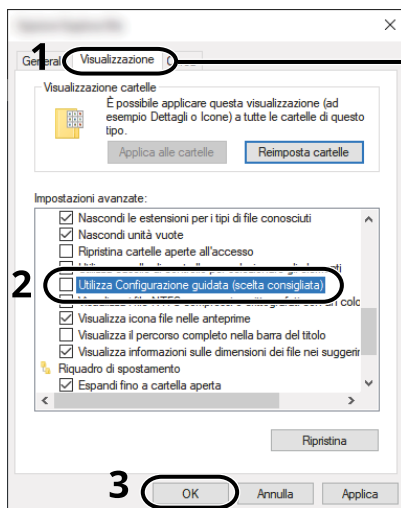 1
Generali Visualizzazione
Visualizzazione cartelle
È possibile applicare questa visualizzazione (ad
esempio Dettagli o Icone) a tutte le cartelle di questo
tipo.
Applica alle cartelle Reimposta cartelle
Impostazioni avanzate:
Nascondi le estensioni per i tipi di file conosciuti
Nascondi unità vuote
Ripristina cartelle aperte all'accesso
2 Utilizza Configurazione guidata (scelta consigliata)
Visualizza icona file nelle anteprime
Visualizza il percorso completo nella barra del titolo
Visualizza informazioni sulle dimensioni dei file nei suggerir
Riquadro di spostamento
Espandi fino a cartella aperta
Ripristina
3 OK Annulla Applica